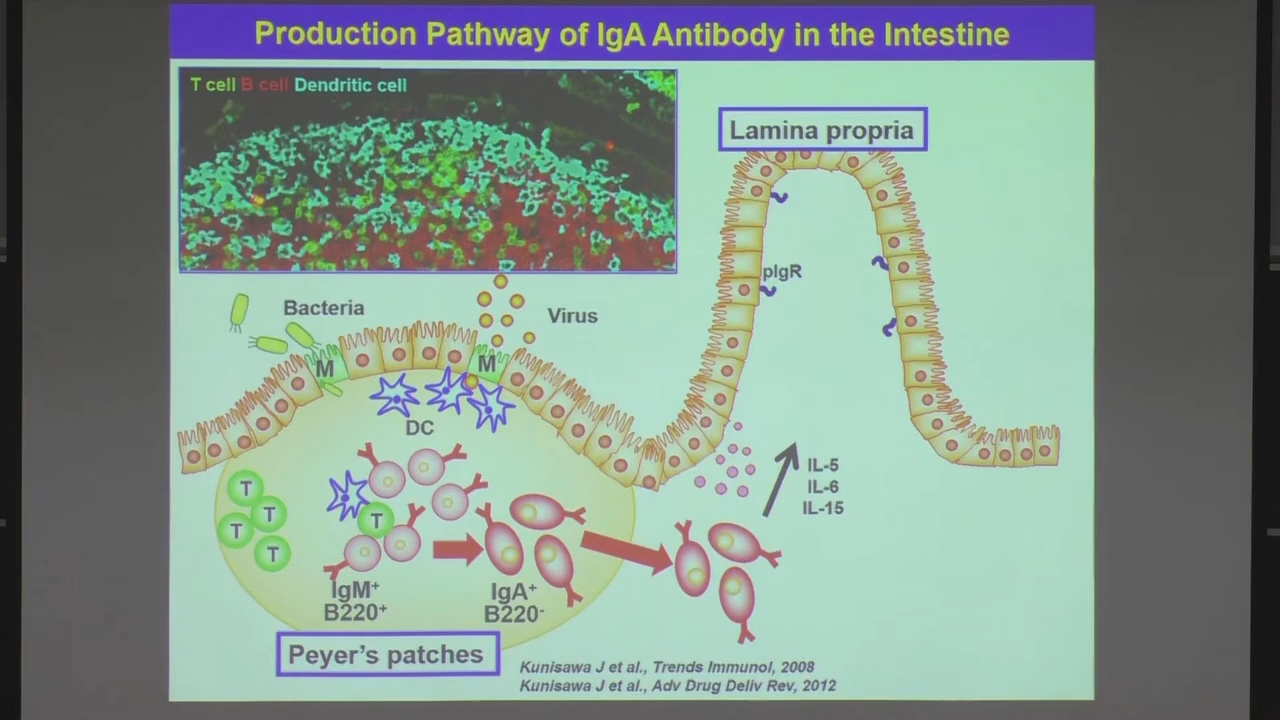 Production Pathway of IgA Antibody in the Intestine
T cell B cell Dendritic cell
Lamina propria
pIgR
Bacteria
Virus
M
M
DC
IL-5
IL-6
IL-15
T
T
T
T
T
IgM⁺
B220⁺
IgA⁺
B220⁻
Peyer's patches
Kunisawa J et al., Trends Immunol, 2008
Kunisawa J et al., Adv Drug Deliv Rev, 2012